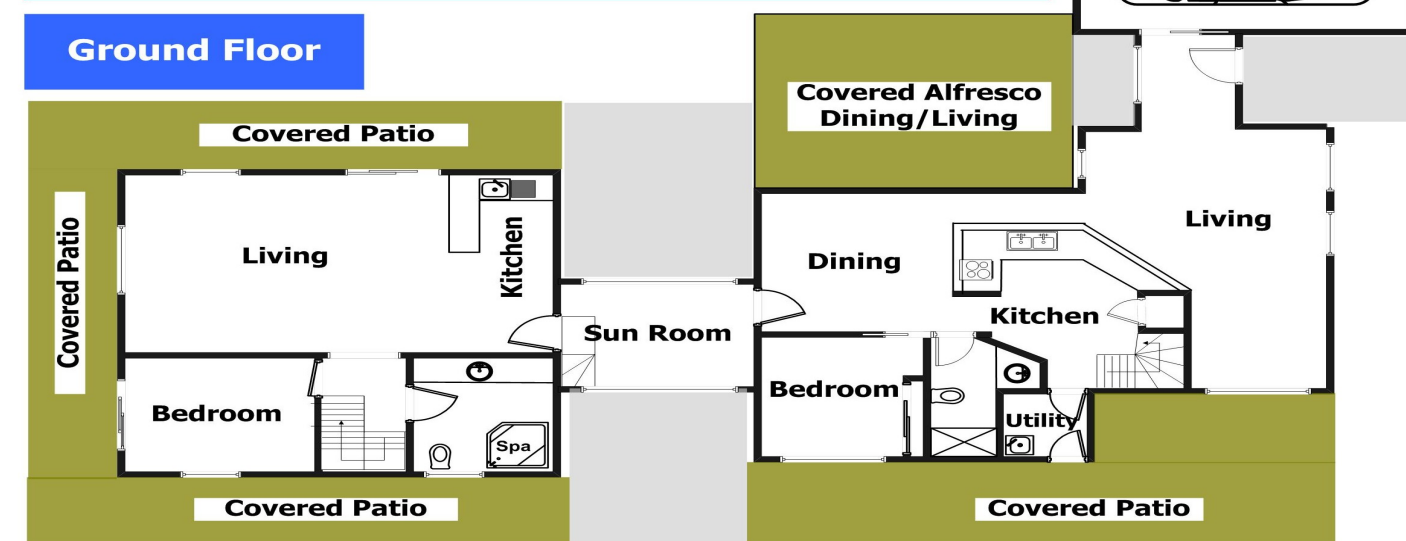 Ground Floor
Covered Patio
Covered Alfresco
Dining/Living
Covered Patio
Living
Kitchen
Sun Room
Dining
Living
Kitchen
Bedroom
Spa
Bedroom
Utility
Covered Patio
Covered Patio